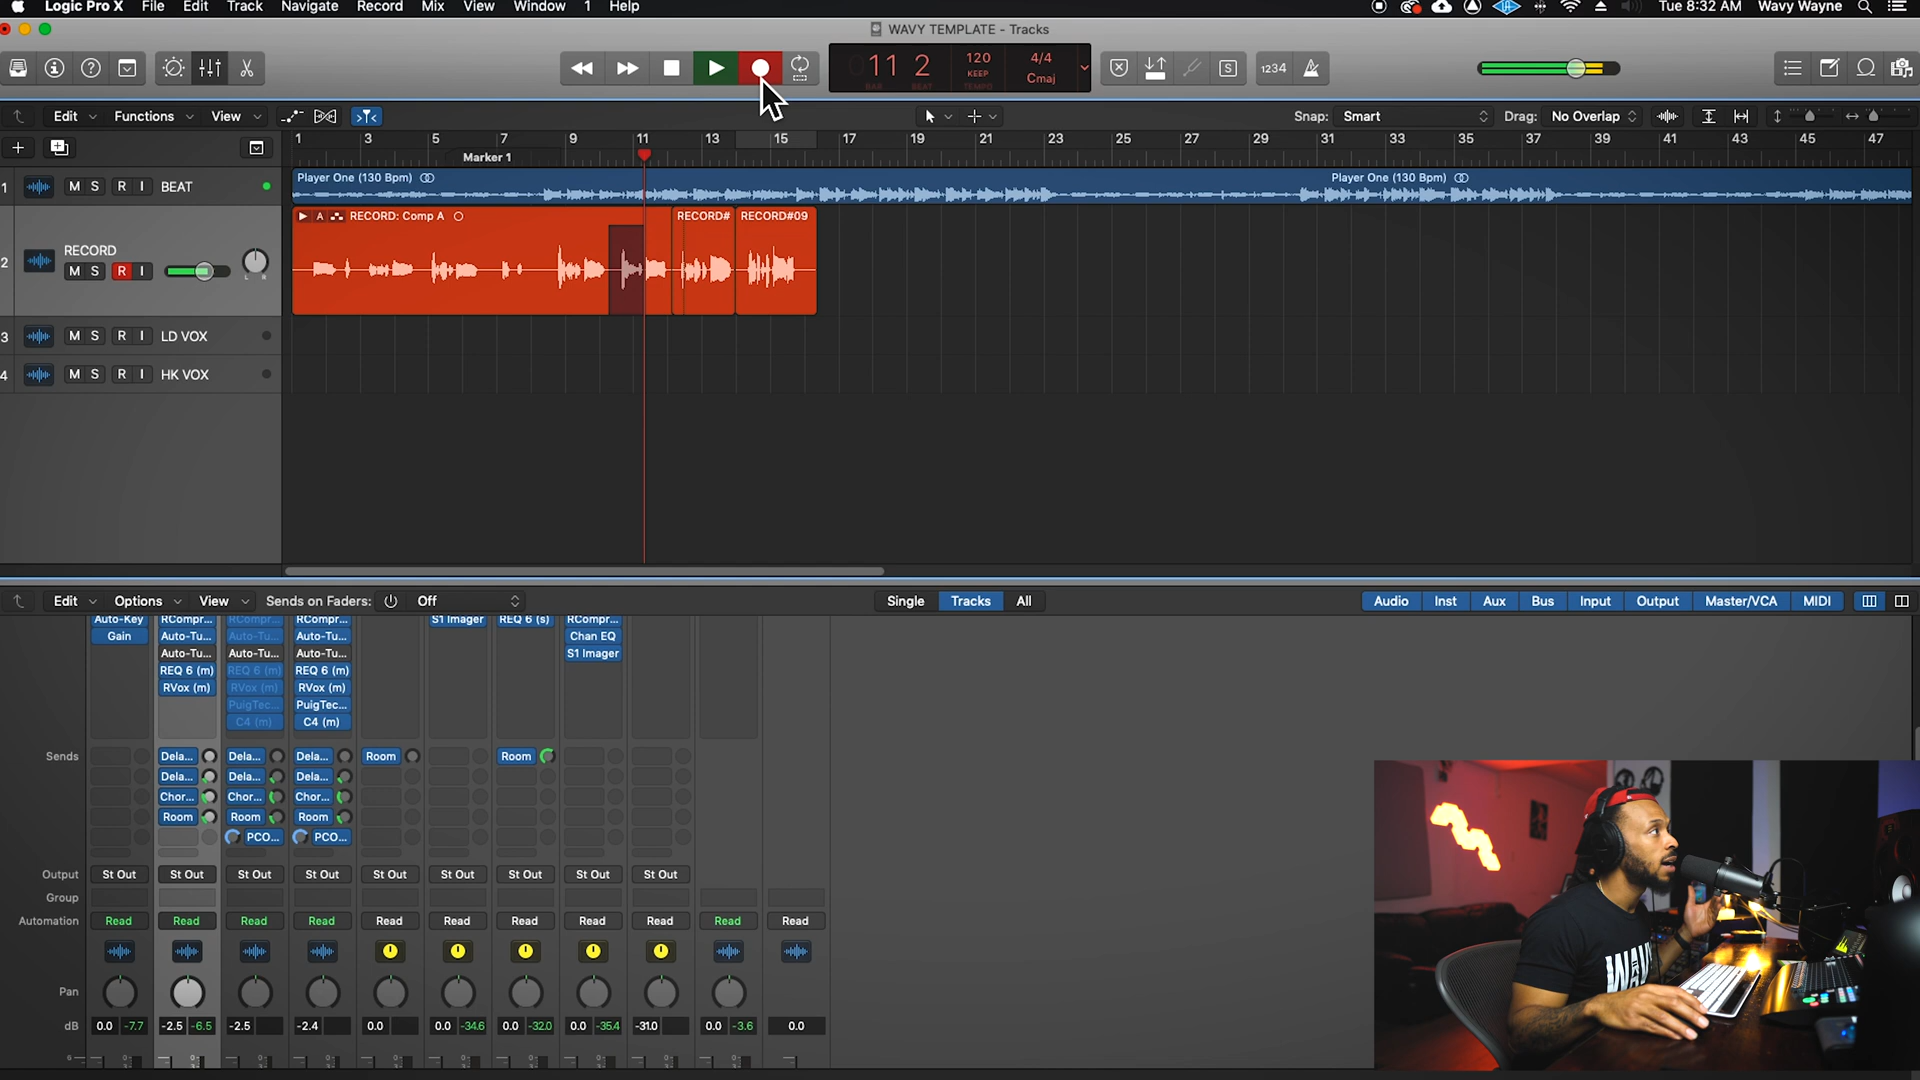 Logic Pro X File Edit Track Record Navigate Mix View Window 1 Help Tue 8:32 AM Wavy Wayne
WAVY TEMPLATE - Tracks
11 2 120 KEEP TEMPO 4/4 Cmaj
BAR BEAT
S 1234
Edit Functions View Snap: Smart Drag: No Overlap
1 3 5 7 9 11 13 15 17 19 21 23 25 27 29 31 33 35 37 39 41 43 45 47
Marker 1
1 M S R I BEAT
Player One (130 Bpm) Player One (130 Bpm)
2 RECORD
M S R I
L R
A RECORD: Comp A RECORD# RECORD#09
3 M S R I LD VOX
4 M S R I HK VOX
Edit Options View Sends on Faders: Off Single Tracks All Audio Inst Aux Bus Input Output Master/VCA MIDI
Auto-Key RCompr... RCompr... RCompr... S1 Imager REQ 6 (s) RCompr...
Gain Auto-Tu... Auto-Tu... Auto-Tu... Chan EQ
Auto-Tu... Auto-Tu... Auto-Tu... S1 Imager
REQ 6 (m) REQ 6 (m) REQ 6 (m)
RVox (m) RVox (m) RVox (m)
PuigTec... PuigTec...
C4 (m) C4 (m)
Sends Dela... Dela... Dela... Room Room
Dela... Dela... Dela...
Chor... Chor... Chor...
Room Room Room
PCO... PCO...
Output St Out St Out St Out St Out St Out St Out St Out St Out St Out
Group
Automation Read Read Read Read Read Read Read Read Read Read Read
Pan
dB 0.0 -7.7 -2.5 -6.5 -2.5 -2.4 0.0 0.0 -34.6 0.0 -32.0 0.0 -35.4 -31.0 0.0 -3.6 0.0